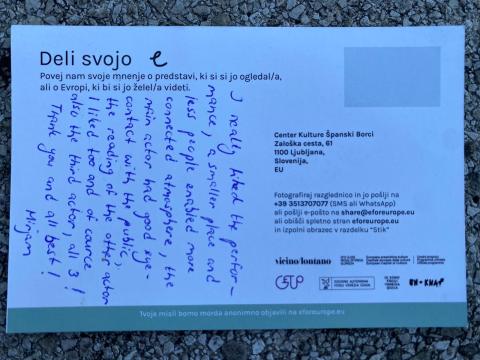 Deli svojo e
Povej nam svoje mnenje o predstavi, ki si si jo ogledal/a,
ali o Evropi, ki bi si jo želel/a videti.
I really liked the perfor-
mance, a smaller place and
less people enabled more
connected atmosphere, the
main actor had good eye-
contact with the public,
the reading of the other actor
I liked too and of course
also the third actor, all 3!
Thank you and all best!
Mirjam
Center Kulture Španski Borci
Zaloška cesta, 61
1100 Ljubljana,
Slovenija,
EU
Fotografiraj razglednico in jo pošlji na
+39 3513707077 (SMS ali WhatsApp)
ali pošlji e-pošto na share@eforeurope.eu
ali obišči spletno stran eforeurope.eu
in izpolni obrazec v razdelku "Stik"
vicino/lontano
CSS UP
UN-KNAP
Tvoje misli bomo morda anonimno objavili na eforeurope.eu